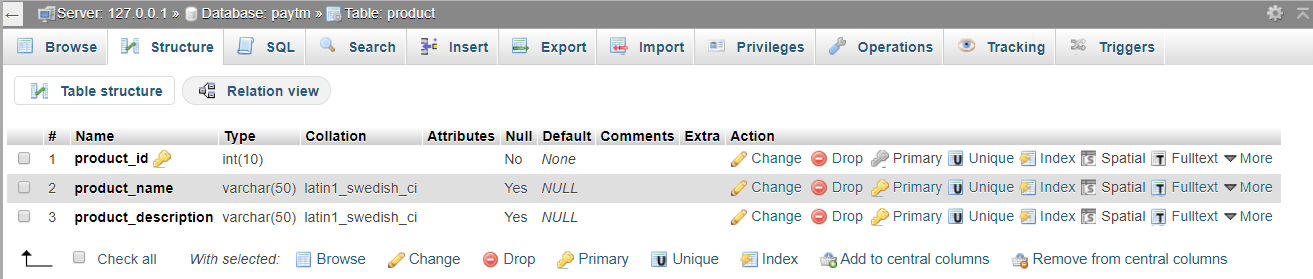 Server: 127.0.0.1 » Database: paytm » Table: product
Browse Structure SQL Search Insert Export Import Privileges Operations Tracking Triggers
Table structure Relation view
# Name Type Collation Attributes Null Default Comments Extra Action
1 product_id int(10) No None Change Drop Primary Unique Index Spatial Fulltext More
2 product_name varchar(50) latin1_swedish_ci Yes NULL Change Drop Primary Unique Index Spatial Fulltext More
3 product_description varchar(50) latin1_swedish_ci Yes NULL Change Drop Primary Unique Index Spatial Fulltext More
Check all With selected: Browse Change Drop Primary Unique Index Add to central columns Remove from central columns